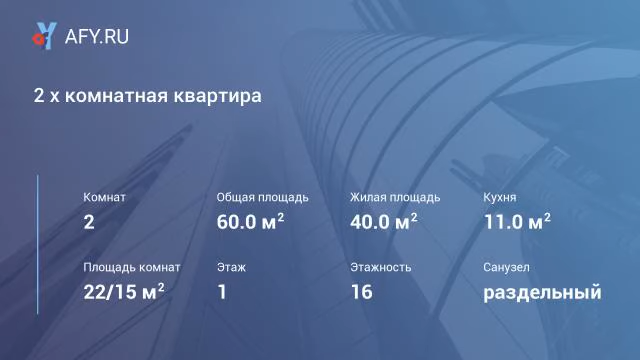 AFY.RU
2 х комнатная квартира
Комнат
2
Общая площадь
60.0 м²
Жилая площадь
40.0 м²
Кухня
11.0 м²
Площадь комнат
22/15 м²
Этаж
1
Этажность
16
Санузел
раздельный